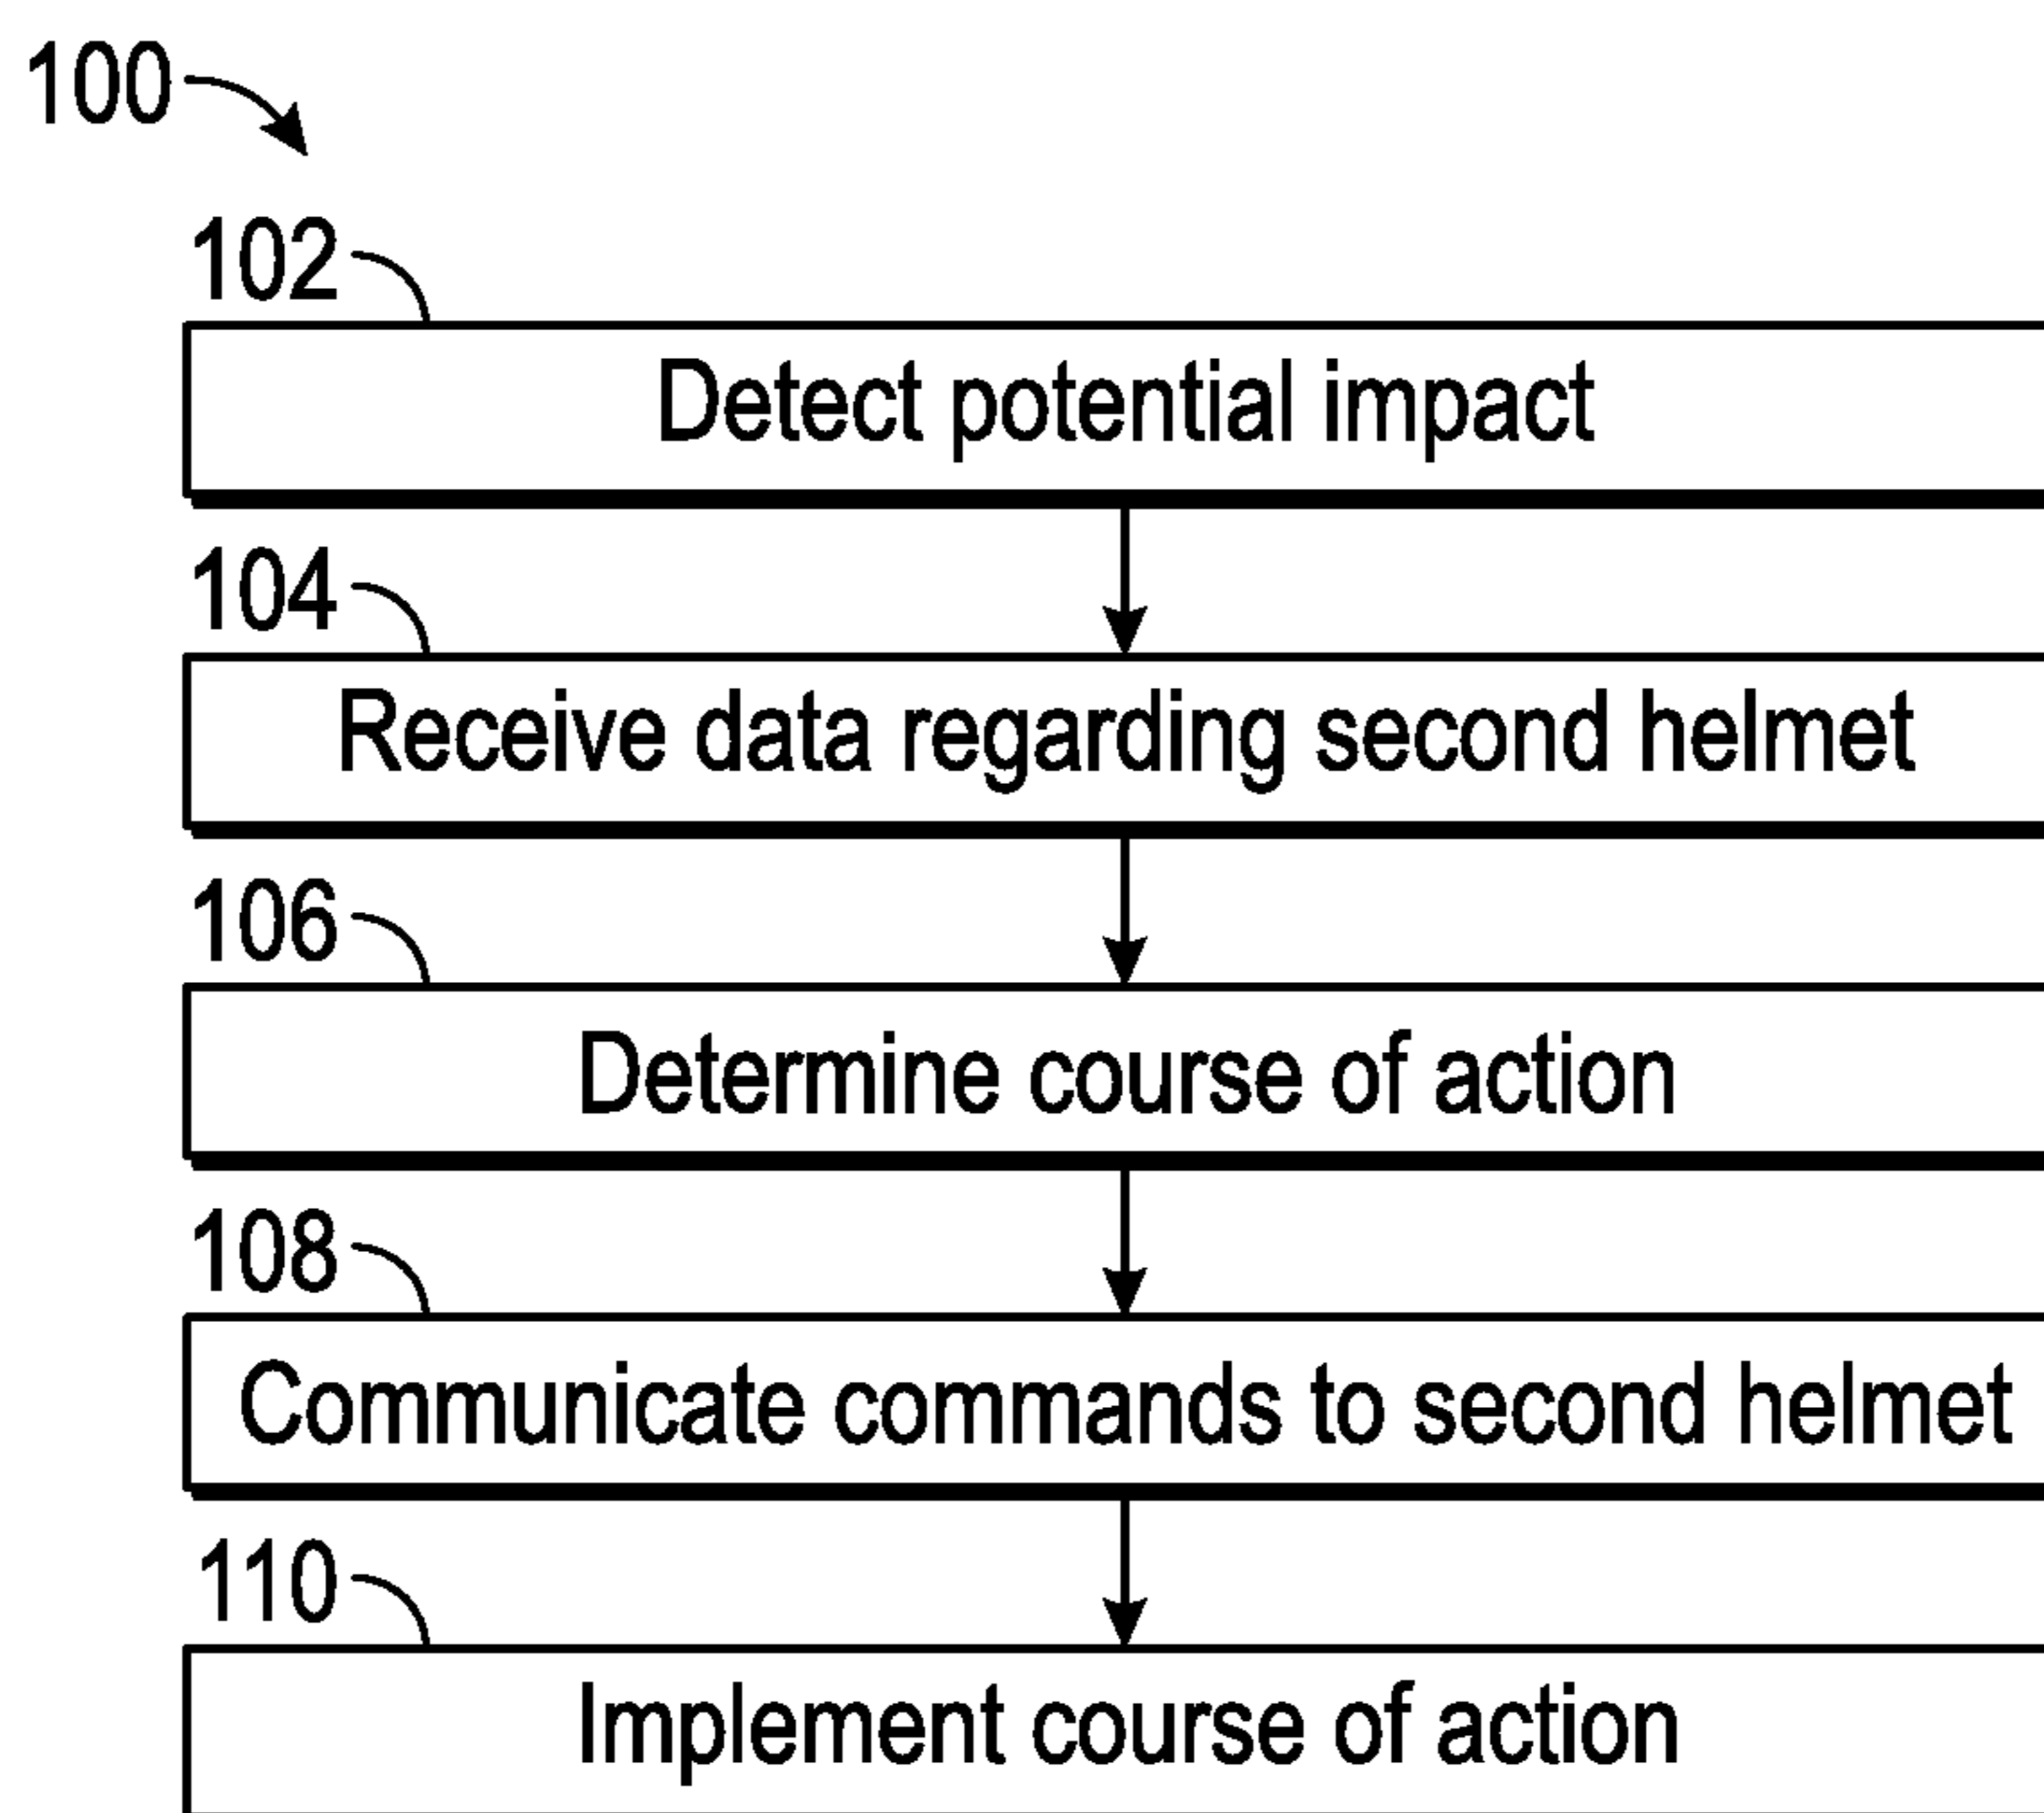 100
102
Detect potential impact
104
Receive data regarding second helmet
106
Determine course of action
108
Communicate commands to second helmet
110
Implement course of action